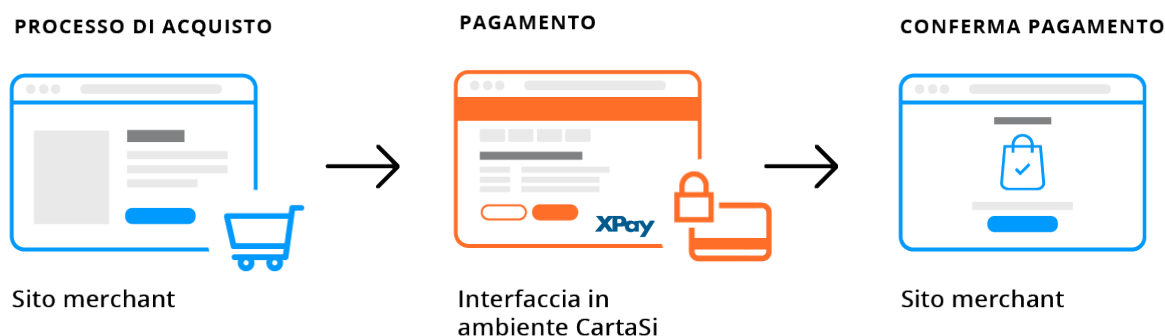 PROCESSO DI ACQUISTO
PAGAMENTO
CONFERMA PAGAMENTO
XPay
Sito merchant
Interfaccia in
ambiente CartaSi
Sito merchant